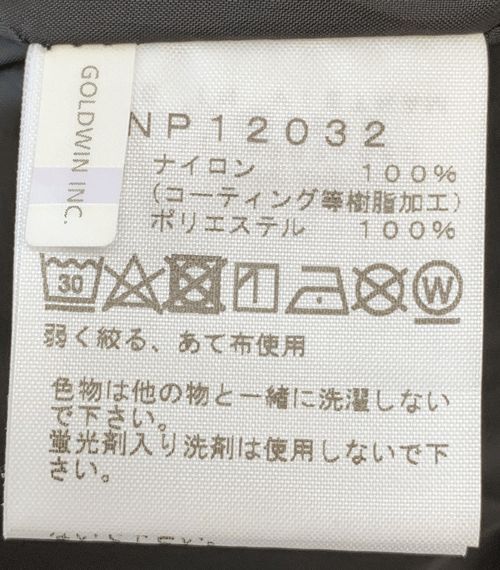 GOLDWIN INC.
NP12032
ナイロン 100%
(コーティング等樹脂加工)
ポリエステル 100%
30
W
弱く絞る、あて布使用
色物は他の物と一緒に洗濯しない
で下さい。
蛍光剤入り洗剤は使用しないで下
さい。